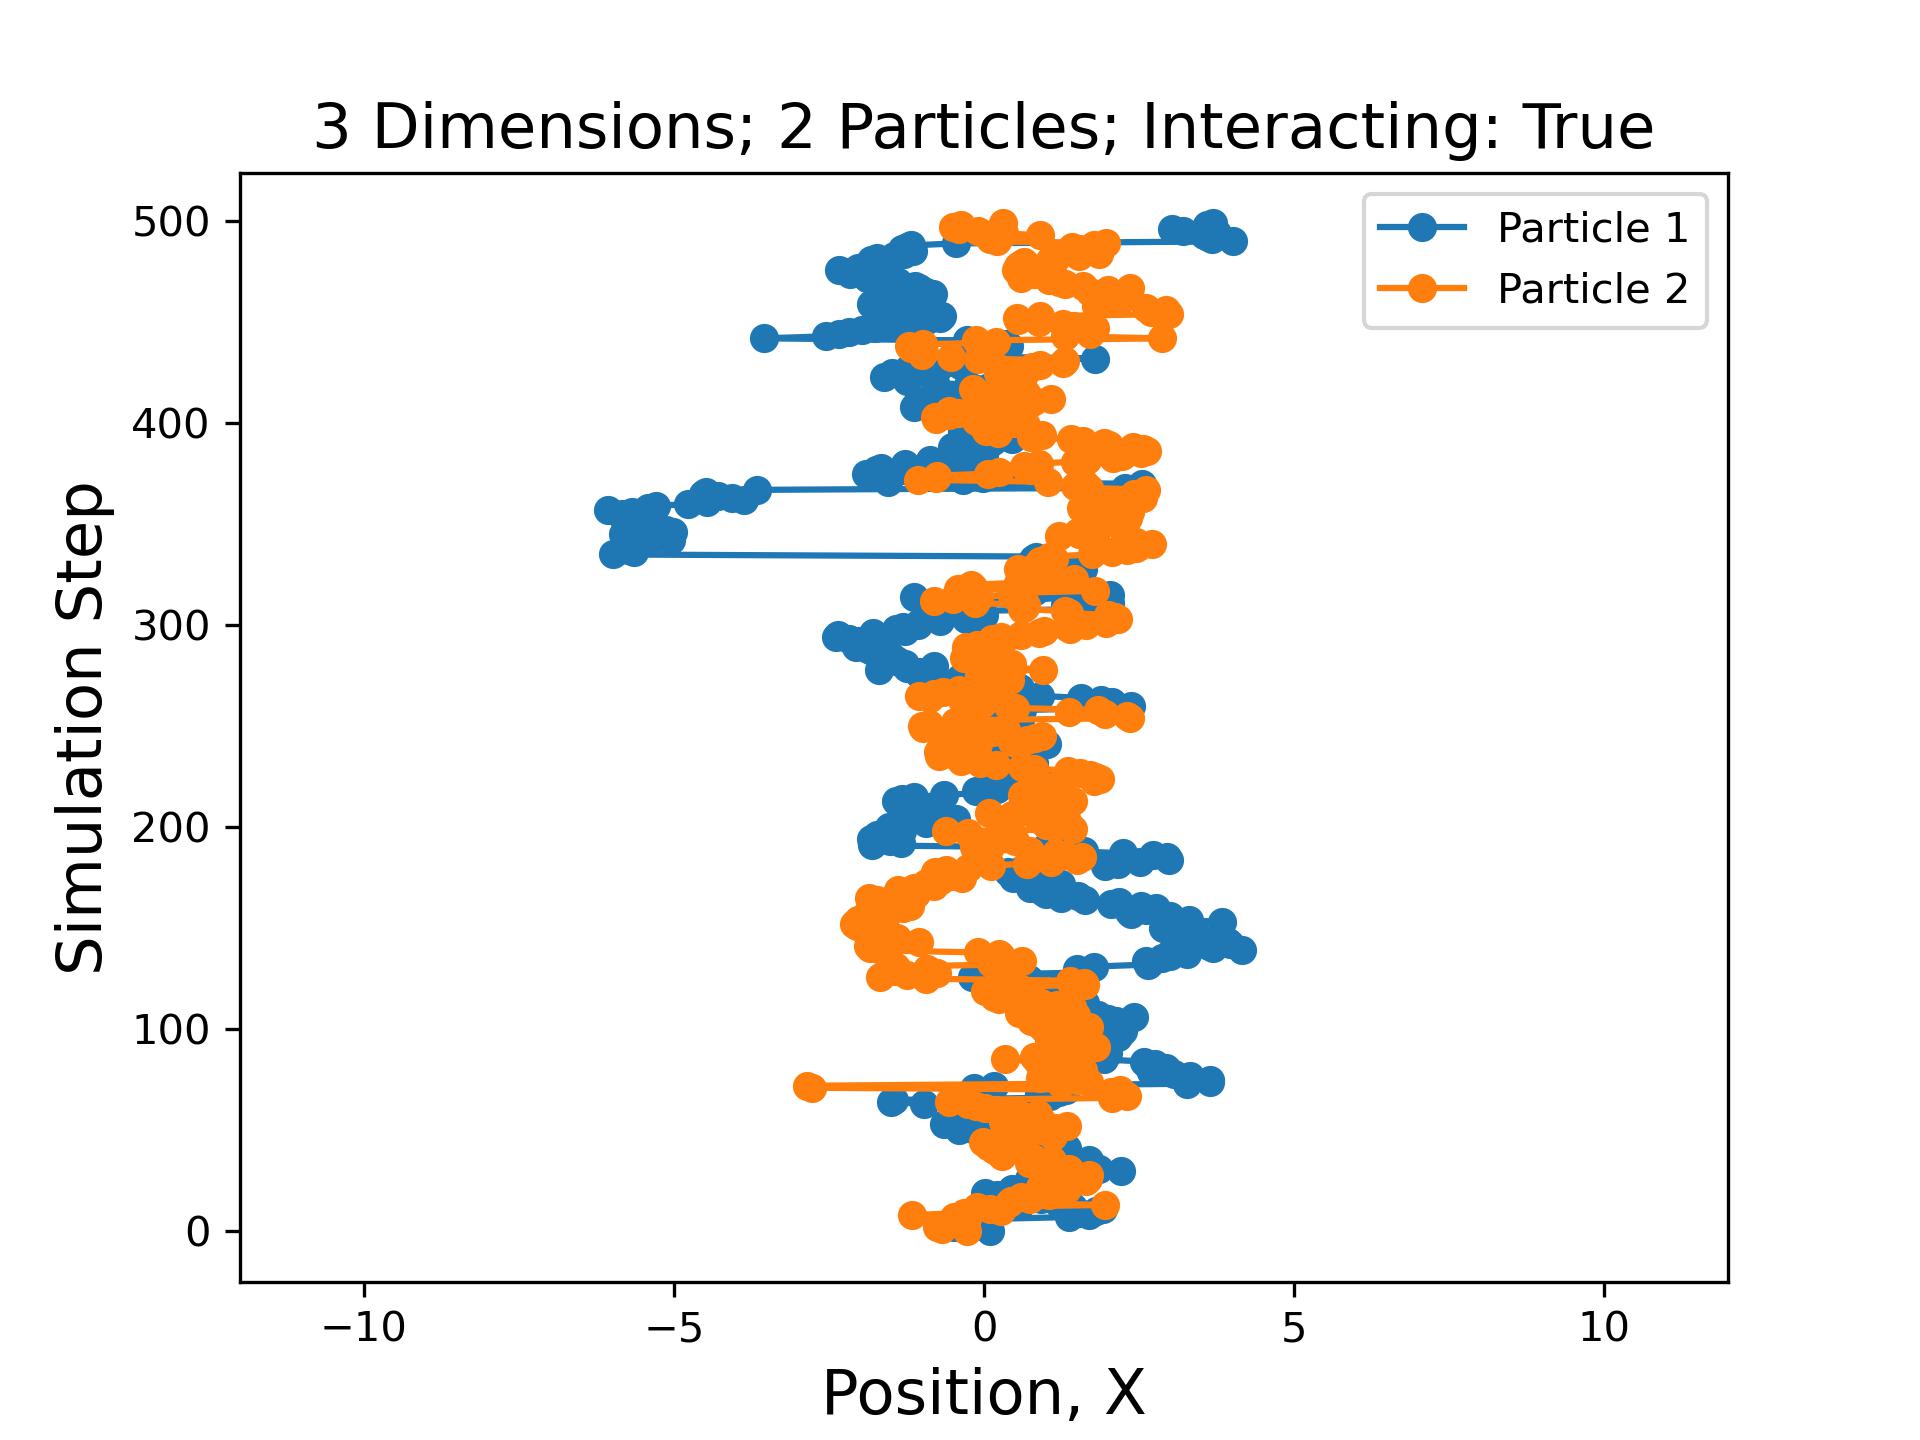 3 Dimensions; 2 Particles; Interacting: True
Particle 1
Particle 2
500
400
300
200
100
0
Simulation Step
−10
−5
0
5
10
Position, X